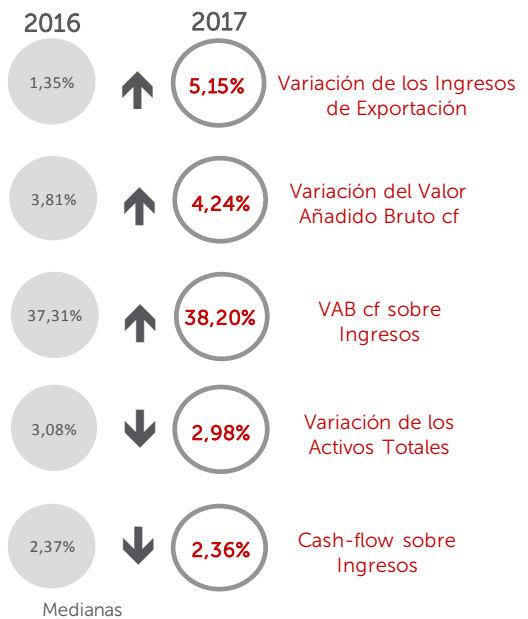 2016 2017
1,35% 5,15% Variación de los Ingresos
de Exportación
3,81% 4,24% Variación del Valor
Añadido Bruto cf
37,31% 38,20% VAB cf sobre
Ingresos
3,08% 2,98% Variación de los
Activos Totales
2,37% 2,36% Cash-flow sobre
Ingresos
Medianas